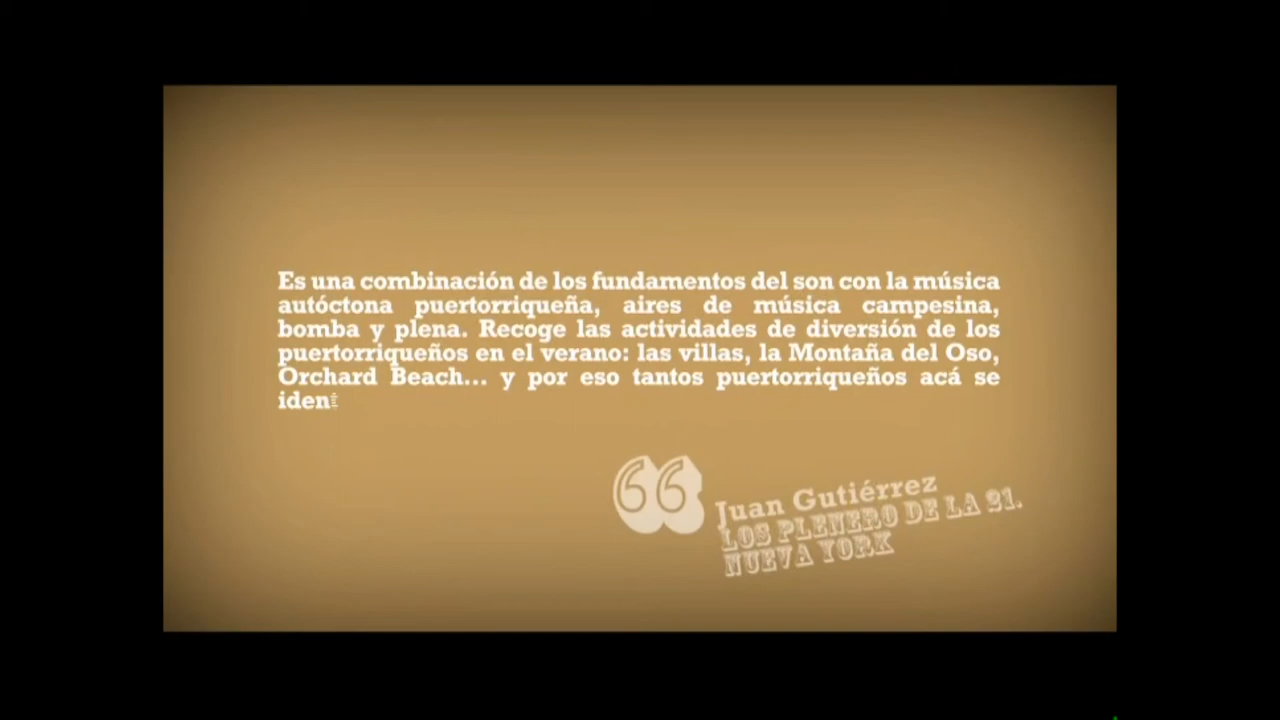 Es una combinación de los fundamentos del son con la música
autóctona puertorriqueña, aires de música campesina,
bomba y plena. Recoge las actividades de diversión de los
puertorriqueños en el verano: las villas, la Montaña del Oso,
Orchard Beach... y por eso tantos puertorriqueños acá se
iden
66
Juan Gutiérrez
LOS PLENERO DE LA 21.
NUEVA YORK